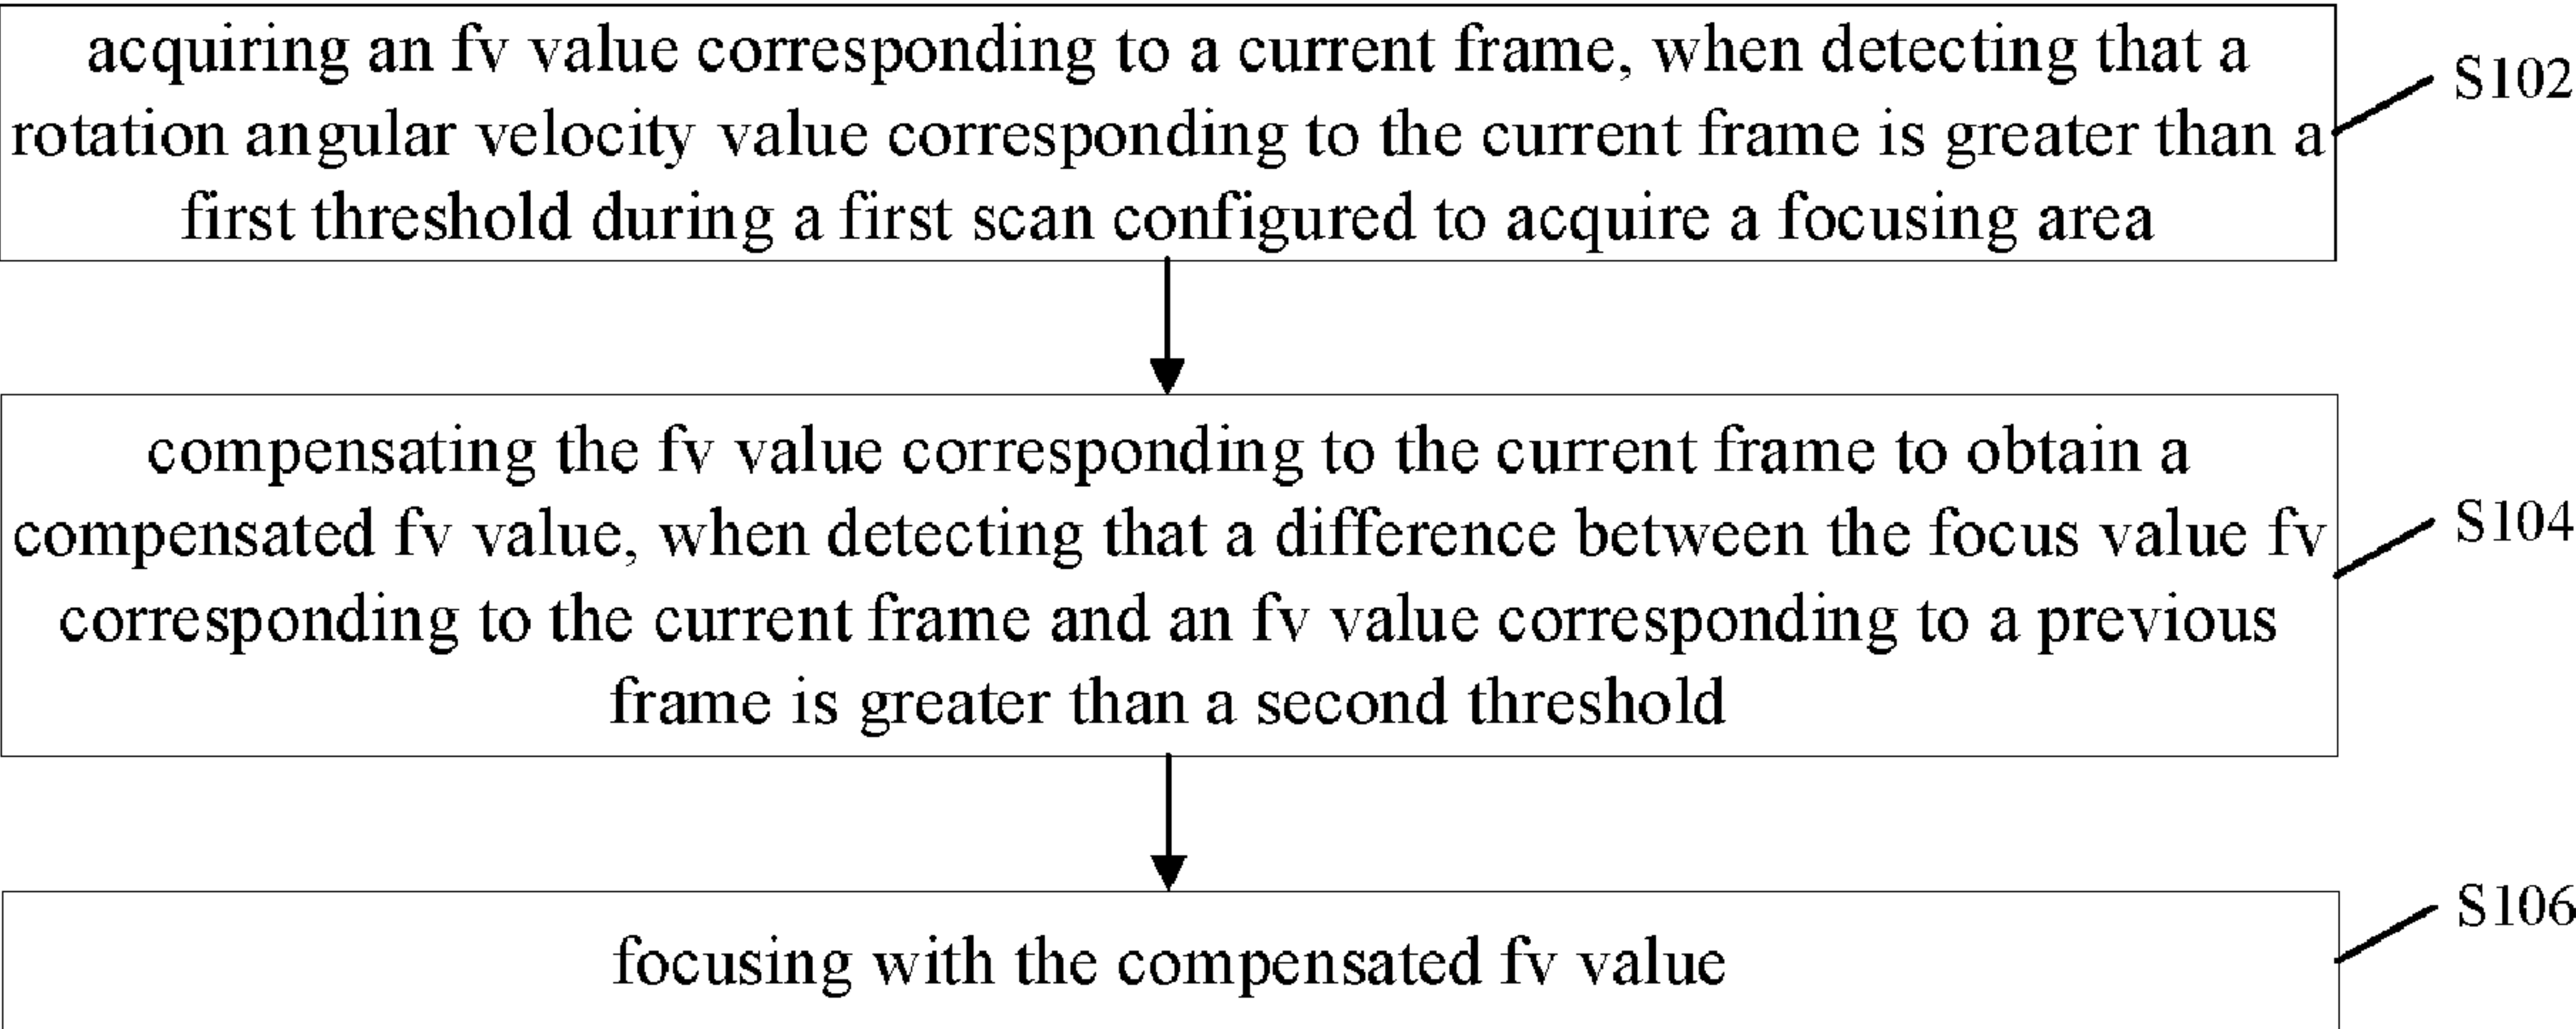 acquiring an fv value corresponding to a current frame, when detecting that a
rotation angular velocity value corresponding to the current frame is greater than a
first threshold during a first scan configured to acquire a focusing area
S102
compensating the fv value corresponding to the current frame to obtain a
compensated fv value, when detecting that a difference between the focus value fv
corresponding to the current frame and an fv value corresponding to a previous
frame is greater than a second threshold
S104
focusing with the compensated fv value
S106